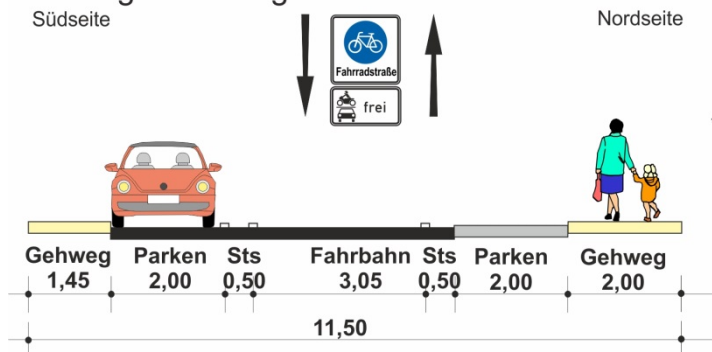 Südseite
Nordseite
Fahrradstraße
frei
Gehweg Parken Sts Fahrbahn Sts Parken Gehweg
1,45 2,00 0,50 3,05 0,50 2,00 2,00
11,50